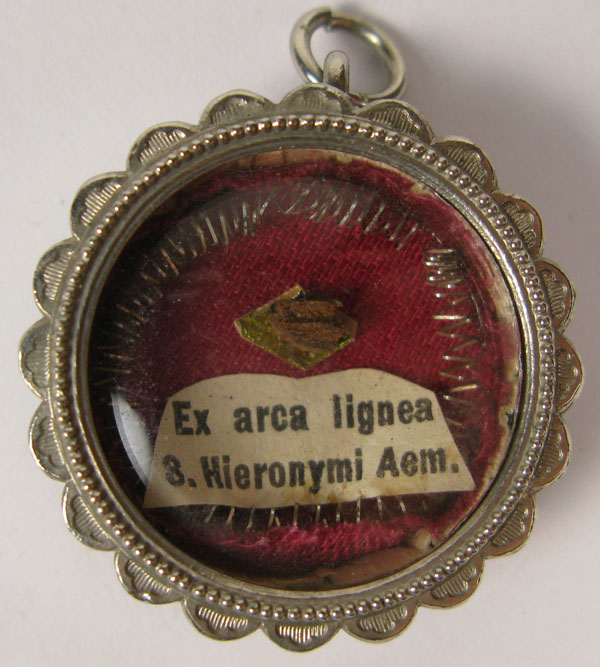 Ex arca lignea
S. Hieronymi Aem.